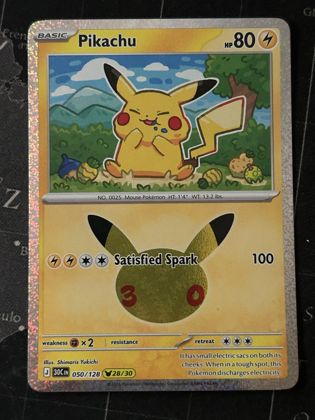 BASIC
Pikachu
HP 80
NO. 0025 Mouse Pokémon HT: 1'4" WT: 13.2 lbs.
Satisfied Spark 100
30
weakness ×2 resistance retreat
Illus. Shimaris Yukichi
J 30C EN 050/128 28/30
It has small electric sacs on both its
cheeks. When in a tough spot, this
Pokémon discharges electricity.